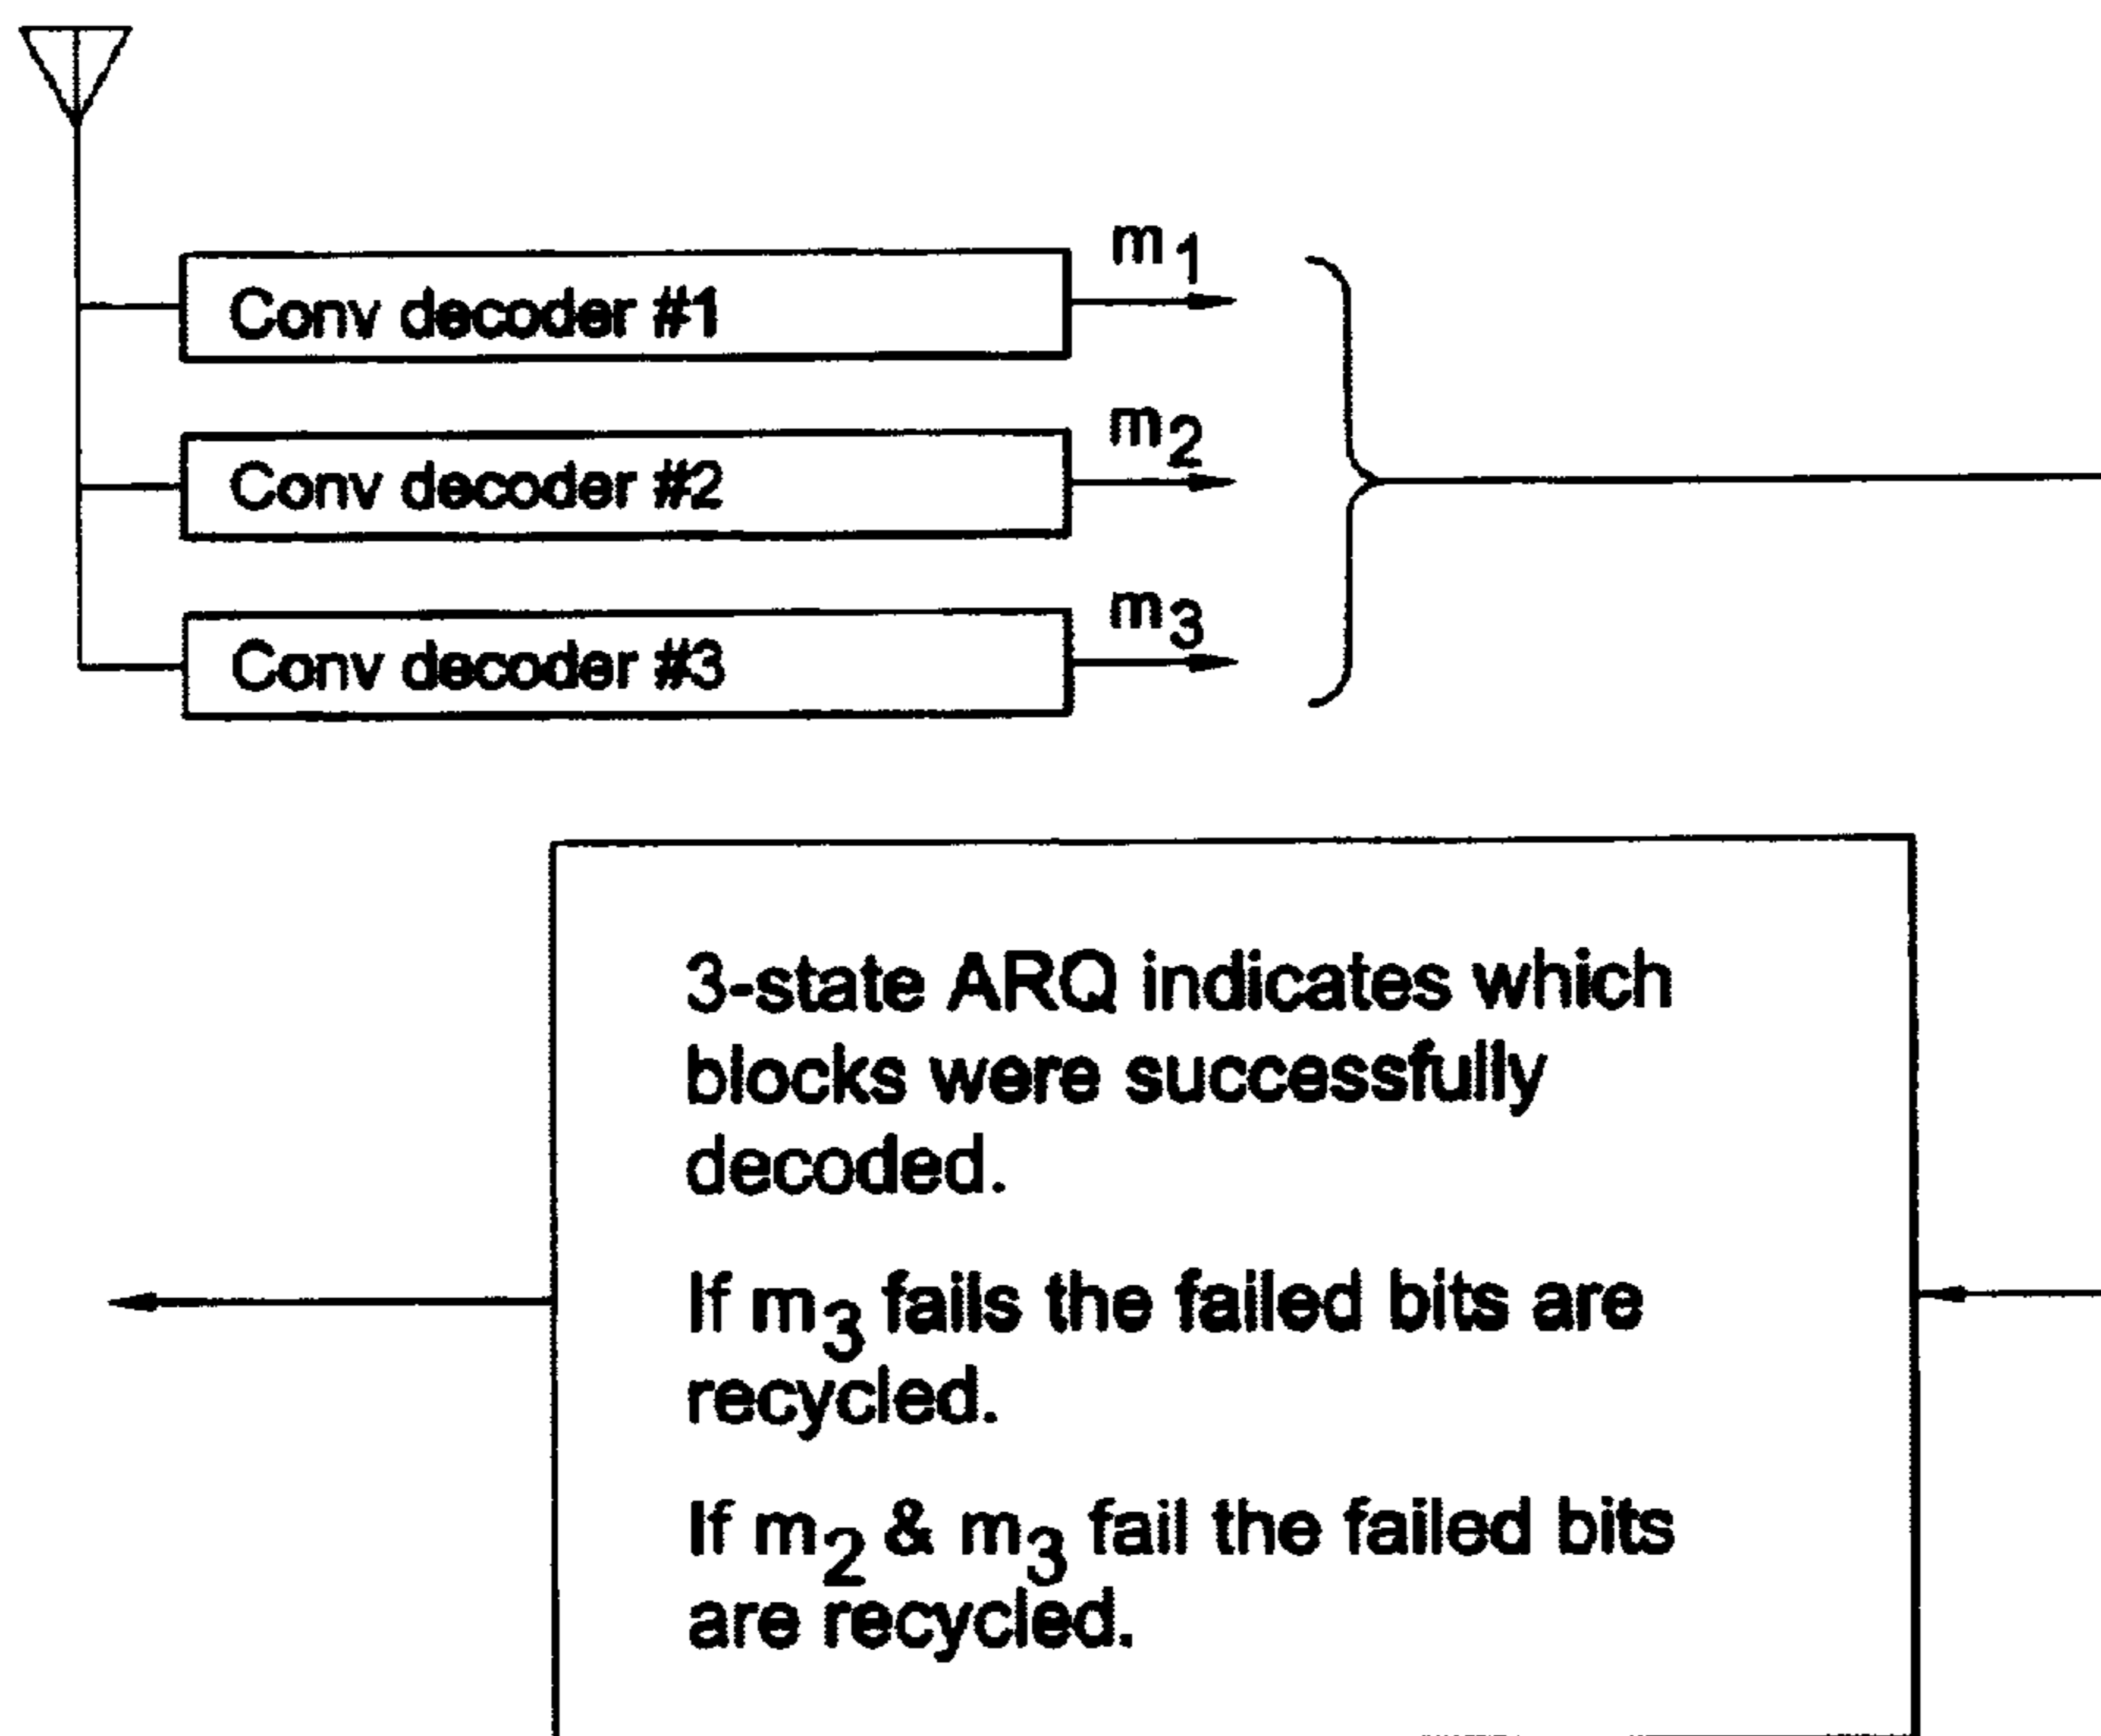 m1
Conv decoder #1
m2
Conv decoder #2
m3
Conv decoder #3
3-state ARQ indicates which
blocks were successfully
decoded.
If m3 fails the failed bits are
recycled.
If m2 & m3 fail the failed bits
are recycled.